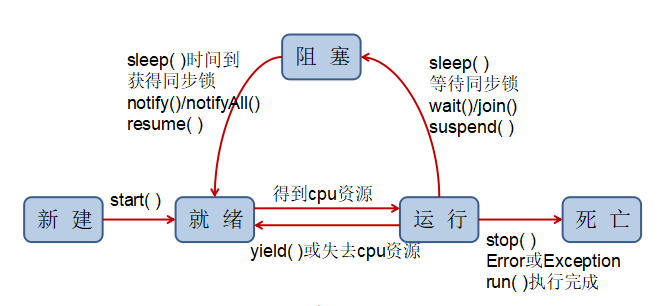 阻 塞
sleep( )时间到
获得同步锁
notify()/notifyAll()
resume( )
sleep( )
等待同步锁
wait()/join()
suspend( )
新 建
start( )
就 绪
得到cpu资源
yield( )或失去cpu资源
运 行
stop( )
Error或Exception
run( )执行完成
死 亡